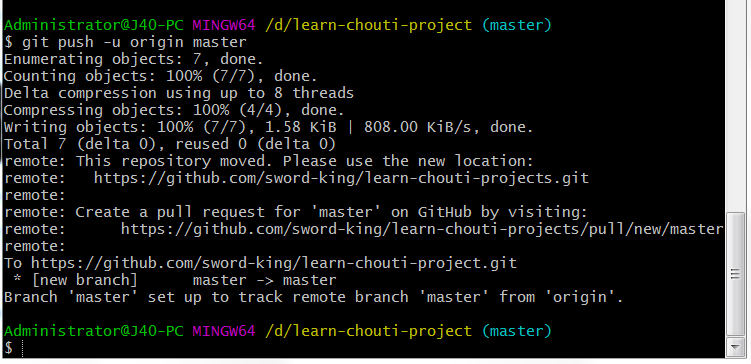 Administrator@J40-PC MINGW64 /d/learn-chouti-project (master)
$ git push -u origin master
Enumerating objects: 7, done.
Counting objects: 100% (7/7), done.
Delta compression using up to 8 threads
Compressing objects: 100% (4/4), done.
Writing objects: 100% (7/7), 1.58 KiB | 808.00 KiB/s, done.
Total 7 (delta 0), reused 0 (delta 0)
remote: This repository moved. Please use the new location:
remote:   https://github.com/sword-king/learn-chouti-projects.git
remote:
remote: Create a pull request for 'master' on GitHub by visiting:
remote:      https://github.com/sword-king/learn-chouti-projects/pull/new/master
remote:
To https://github.com/sword-king/learn-chouti-project.git
 * [new branch]      master -> master
Branch 'master' set up to track remote branch 'master' from 'origin'.
Administrator@J40-PC MINGW64 /d/learn-chouti-project (master)
$